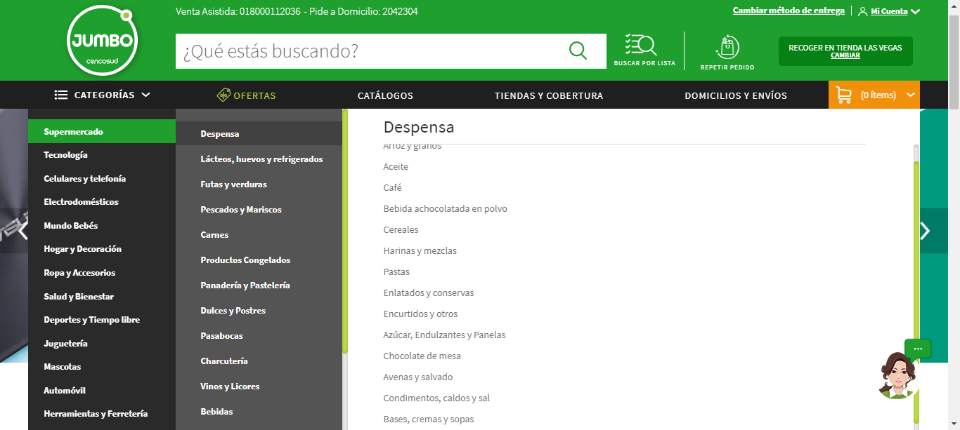 Venta Asistida: 018000112036 - Pide a Domicilio: 2042304
Cambiar método de entrega
Mi Cuenta
JUMBO
cencosud
¿Qué estás buscando?
BUSCAR POR LISTA
REPETIR PEDIDO
RECOGER EN TIENDA LAS VEGAS
CAMBIAR
CATEGORÍAS
OFERTAS
CATÁLOGOS
TIENDAS Y COBERTURA
DOMICILIOS Y ENVÍOS
(0 ítems)
Supermercado
Tecnología
Celulares y telefonía
Electrodomésticos
Mundo Bebés
Hogar y Decoración
Ropa y Accesorios
Salud y Bienestar
Deportes y Tiempo libre
Juguetería
Mascotas
Automóvil
Herramientas y Ferretería
Despensa
Lácteos, huevos y refrigerados
Futas y verduras
Pescados y Mariscos
Carnes
Productos Congelados
Panadería y Pastelería
Dulces y Postres
Pasabocas
Charcutería
Vinos y Licores
Bebidas
Despensa
Arroz y granos
Aceite
Café
Bebida achocolatada en polvo
Cereales
Harinas y mezclas
Pastas
Enlatados y conservas
Encurtidos y otros
Azúcar, Endulzantes y Panelas
Chocolate de mesa
Avenas y salvado
Condimentos, caldos y sal
Bases, cremas y sopas